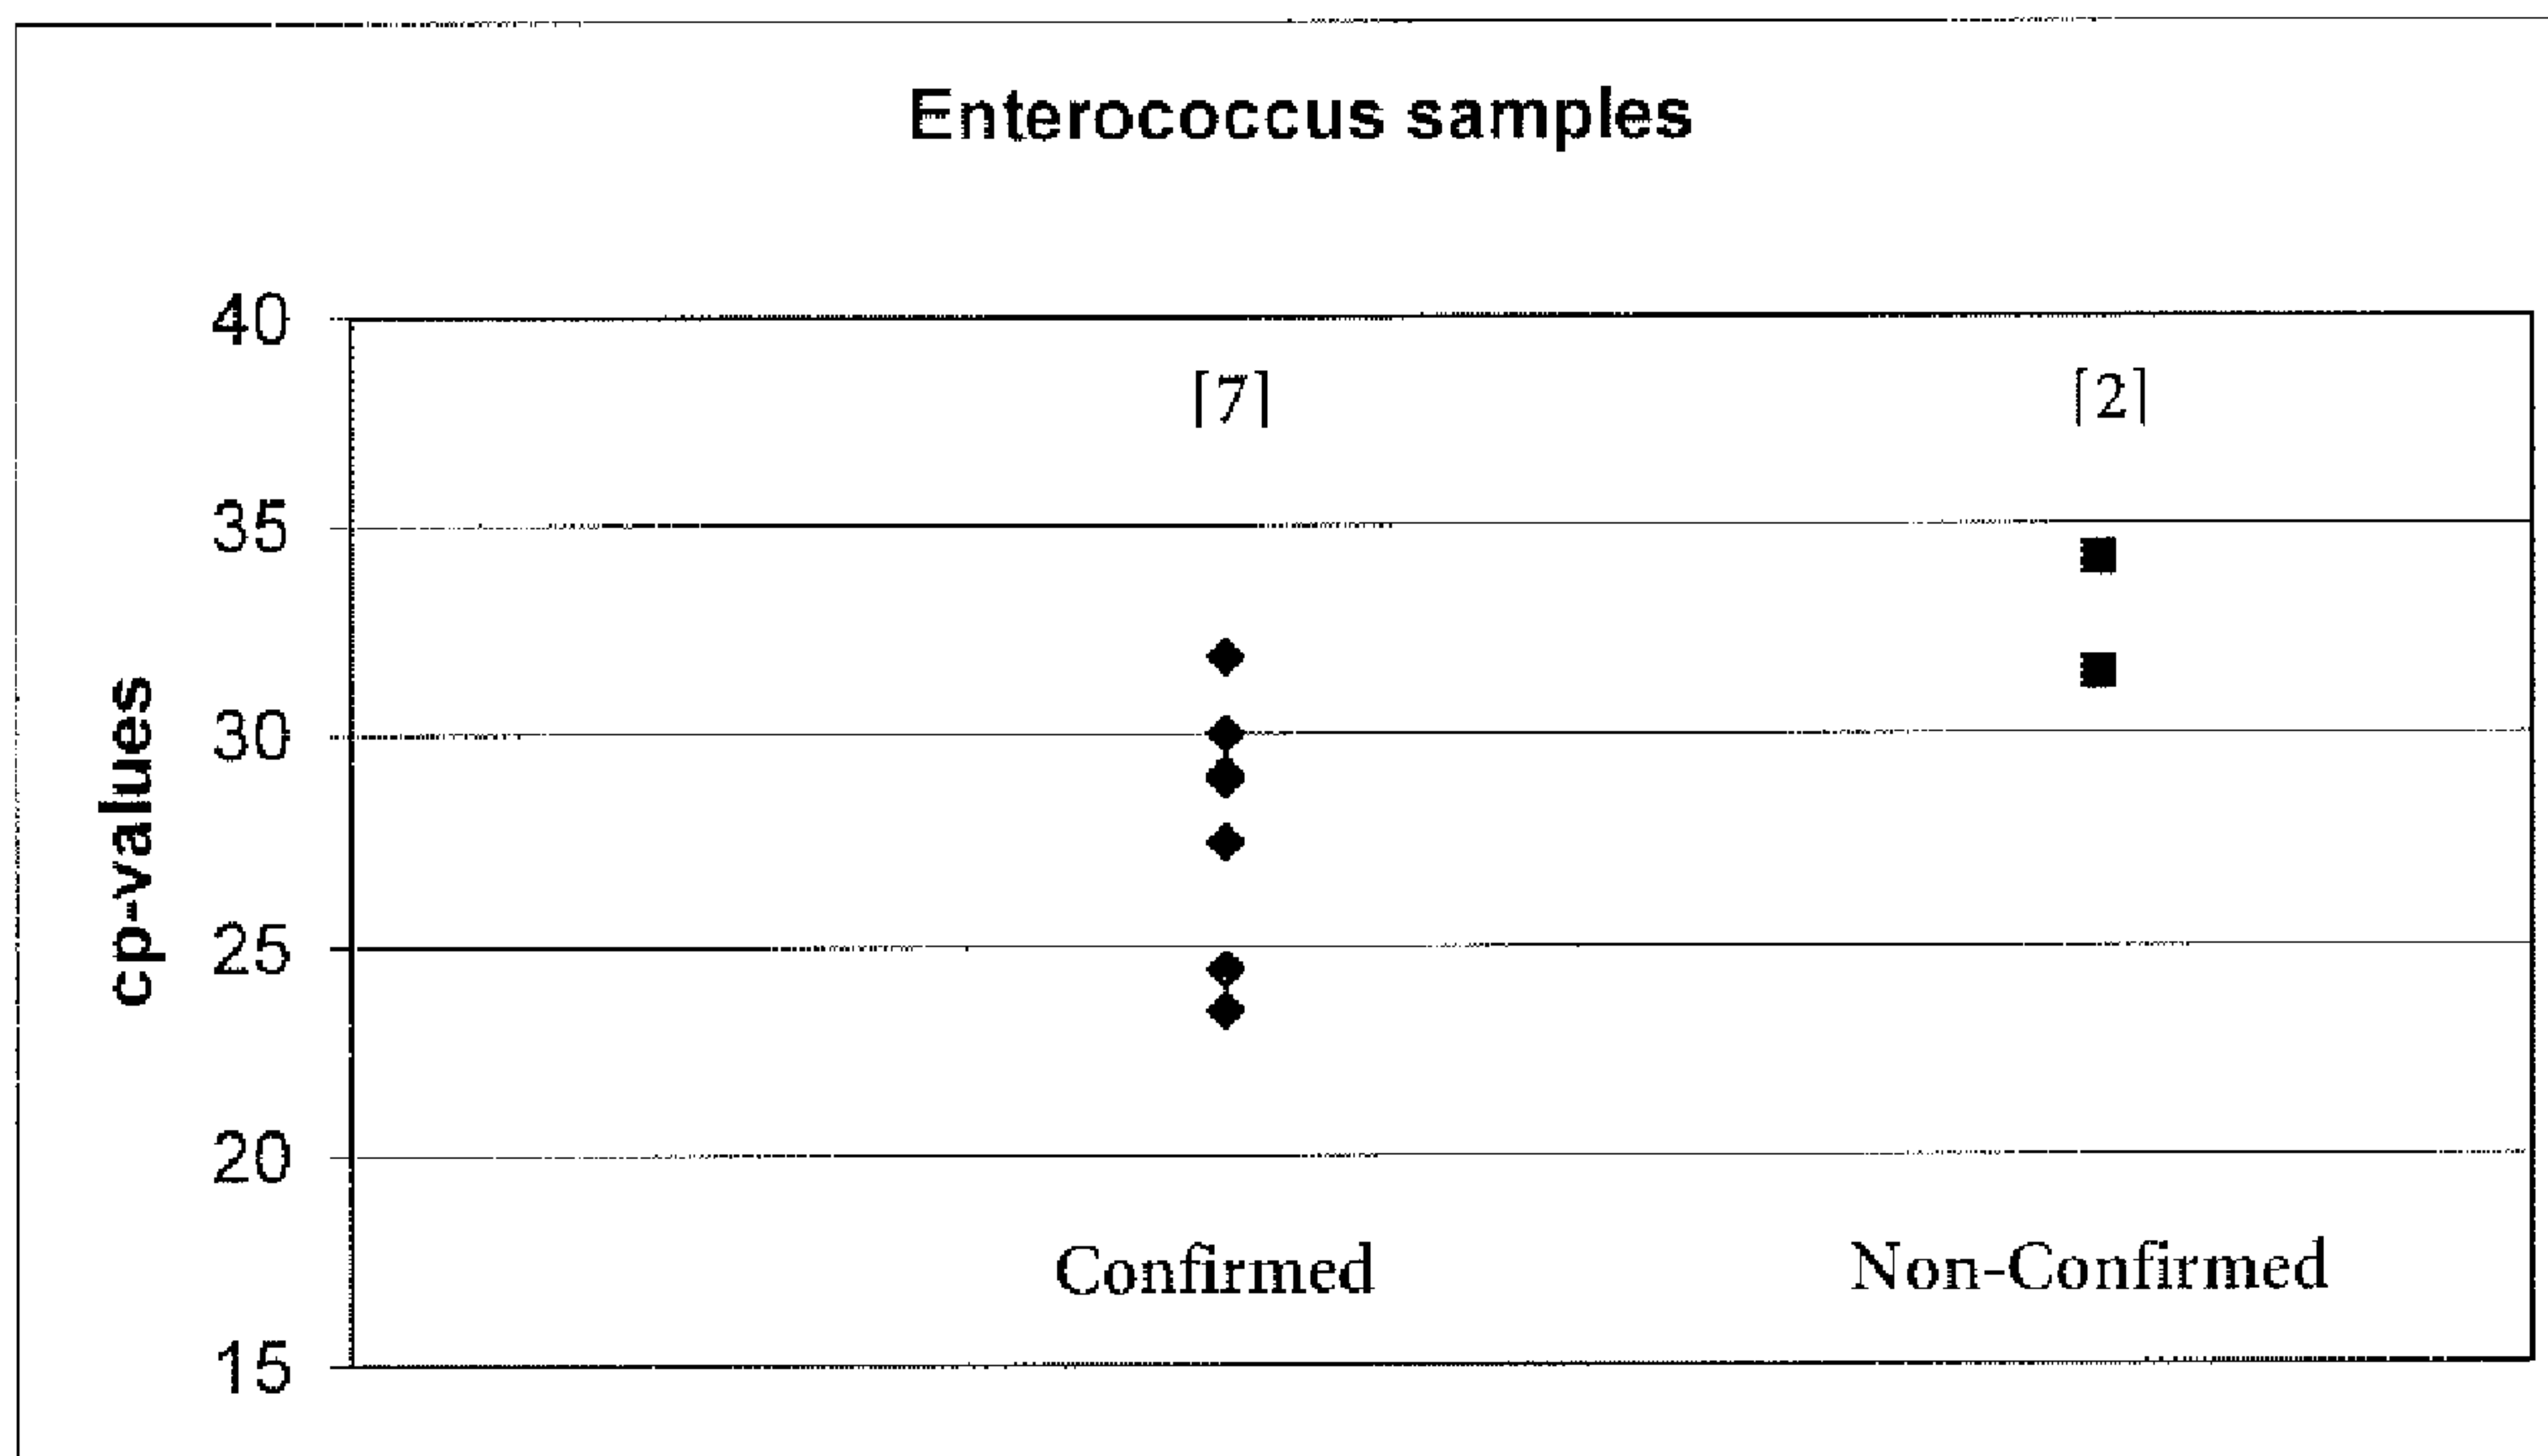 Enterococcus samples
40
[7]
[2]
35
30
25
20
15
cp-values
Confirmed
Non-Confirmed